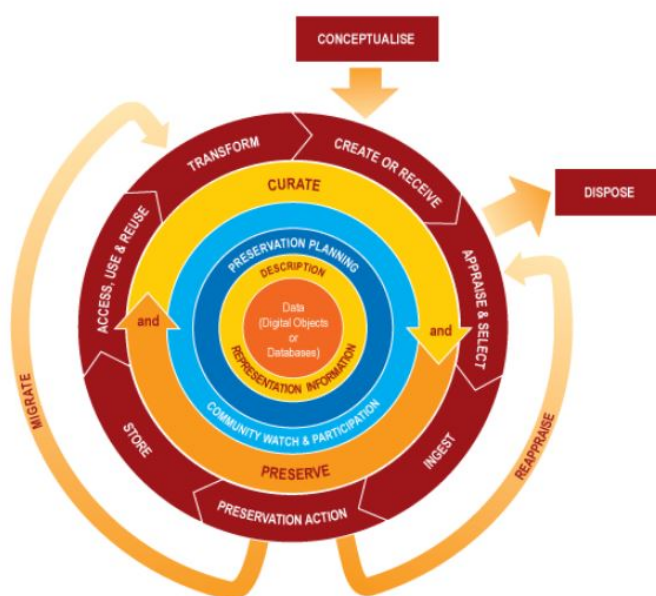 CONCEPTUALISE
DISPOSE
TRANSFORM
CREATE OR RECEIVE
APPRAISE & SELECT
INGEST
PRESERVATION ACTION
STORE
ACCESS, USE & REUSE
MIGRATE
REAPPRAISE
CURATE
and
PRESERVE
and
COMMUNITY WATCH & PARTICIPATION
PRESERVATION PLANNING
DESCRIPTION
REPRESENTATION INFORMATION
Data
(Digital Objects
or
Databases)